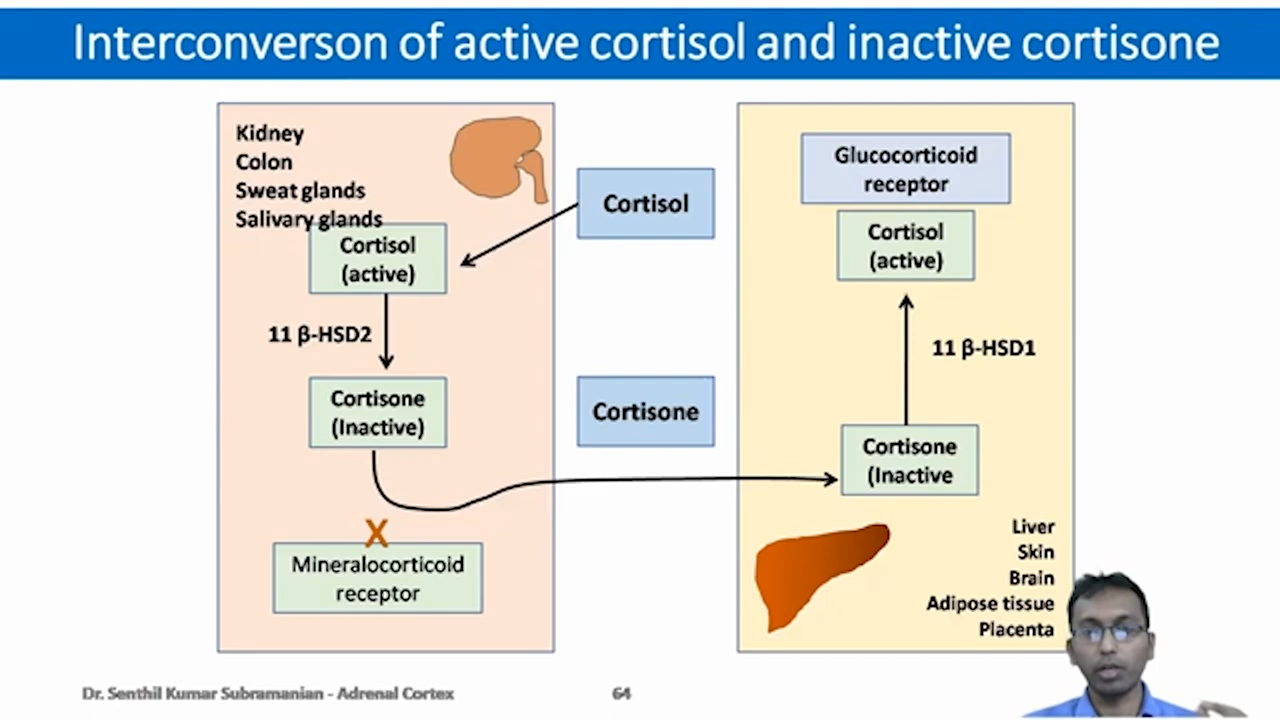 Interconverson of active cortisol and inactive cortisone
Kidney
Colon
Sweat glands
Salivary glands
Cortisol
(active)
11 β-HSD2
Cortisone
(Inactive)
X
Mineralocorticoid
receptor
Cortisol
Cortisone
Glucocorticoid
receptor
Cortisol
(active)
11 β-HSD1
Cortisone
(Inactive
Liver
Skin
Brain
Adipose tissue
Placenta
Dr. Senthil Kumar Subramanian - Adrenal Cortex
64